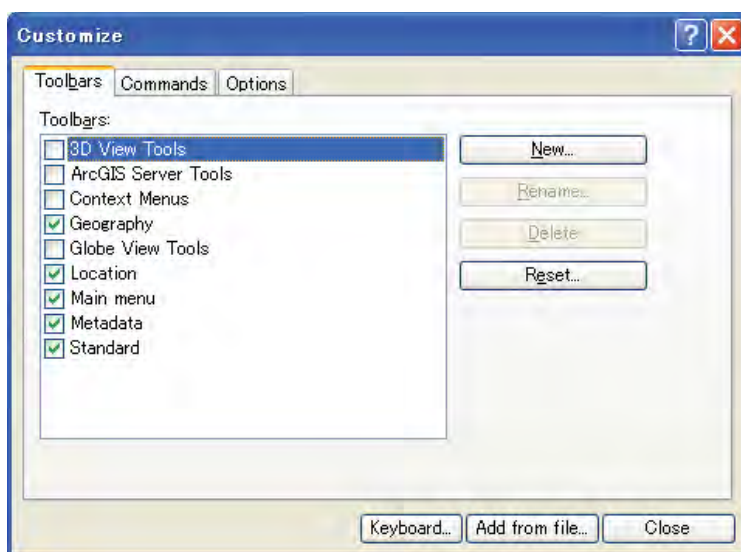 Customize
Toolbars Commands Options
Toolbars:
3D View Tools
ArcGIS Server Tools
Context Menus
Geography
Globe View Tools
Location
Main menu
Metadata
Standard
New...
Rename...
Delete
Reset...
Keyboard... Add from file... Close